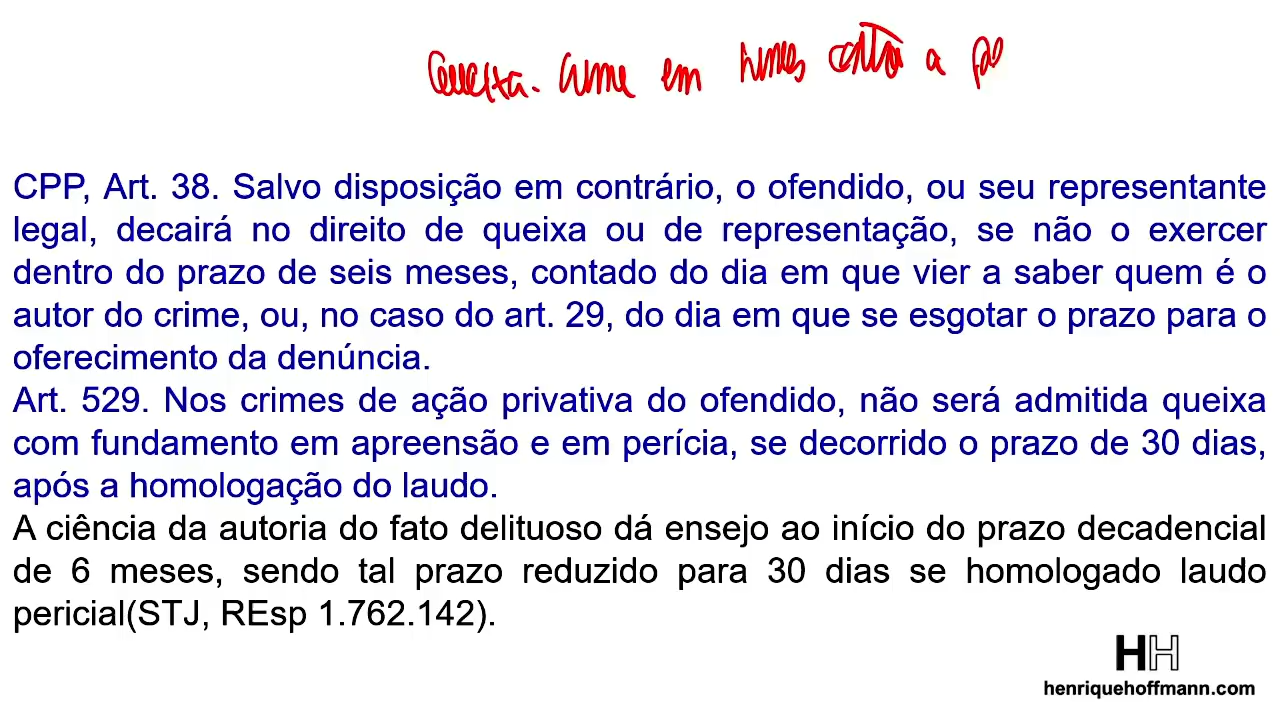 em a
CPP, Art. 38. Salvo disposição em contrário, o ofendido, ou seu representante
legal, decairá no direito de queixa ou de representação, se não o exercer
dentro do prazo de seis meses, contado do dia em que vier a saber quem é o
autor do crime, ou, no caso do art. 29, do dia em que se esgotar o prazo para o
oferecimento da denúncia.
Art. 529. Nos crimes de ação privativa do ofendido, não será admitida queixa
com fundamento em apreensão e em perícia, se decorrido o prazo de 30 dias,
após a homologação do laudo.
A ciência da autoria do fato delituoso dá ensejo ao início do prazo decadencial
de 6 meses, sendo tal prazo reduzido para 30 dias se homologado laudo
pericial(STJ, REsp 1.762.142).
HH
henriquehoffmann.com